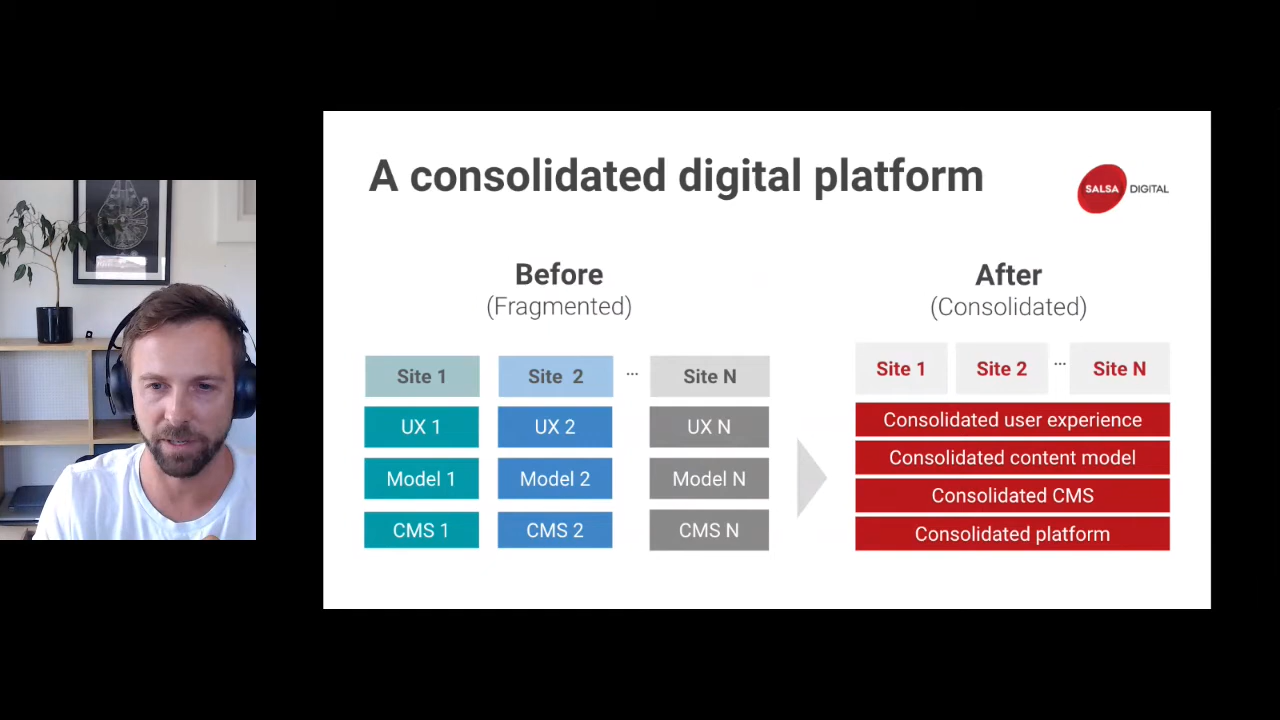 A consolidated digital platform
SALSA DIGITAL
Before
(Fragmented)
Site 1
Site 2
...
Site N
UX 1
UX 2
UX N
Model 1
Model 2
Model N
CMS 1
CMS 2
CMS N
After
(Consolidated)
Site 1
Site 2
...
Site N
Consolidated user experience
Consolidated content model
Consolidated CMS
Consolidated platform